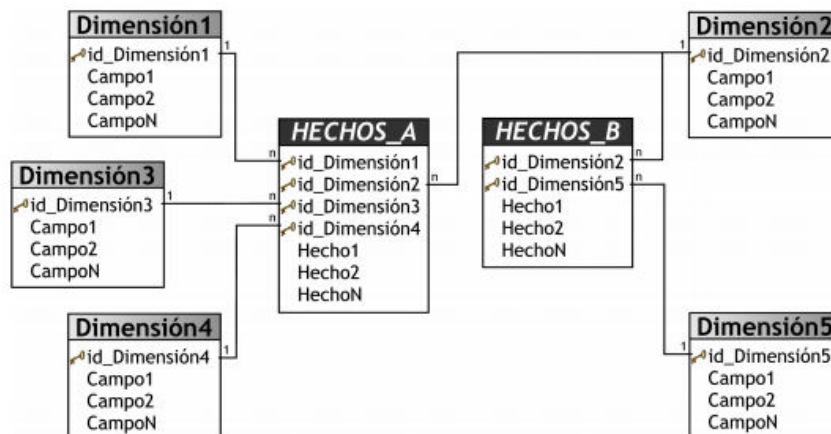 Dimensión1
id_Dimensión1
Campo1
Campo2
CampoN
Dimensión3
id_Dimensión3
Campo1
Campo2
CampoN
Dimensión4
id_Dimensión4
Campo1
Campo2
CampoN
HECHOS_A
id_Dimensión1
id_Dimensión2
id_Dimensión3
id_Dimensión4
Hecho1
Hecho2
HechoN
HECHOS_B
id_Dimensión2
id_Dimensión5
Hecho1
Hecho2
HechoN
Dimensión2
id_Dimensión2
Campo1
Campo2
CampoN
Dimensión5
id_Dimensión5
Campo1
Campo2
CampoN
1
n
1
n
1
n
1
n
n
1
n